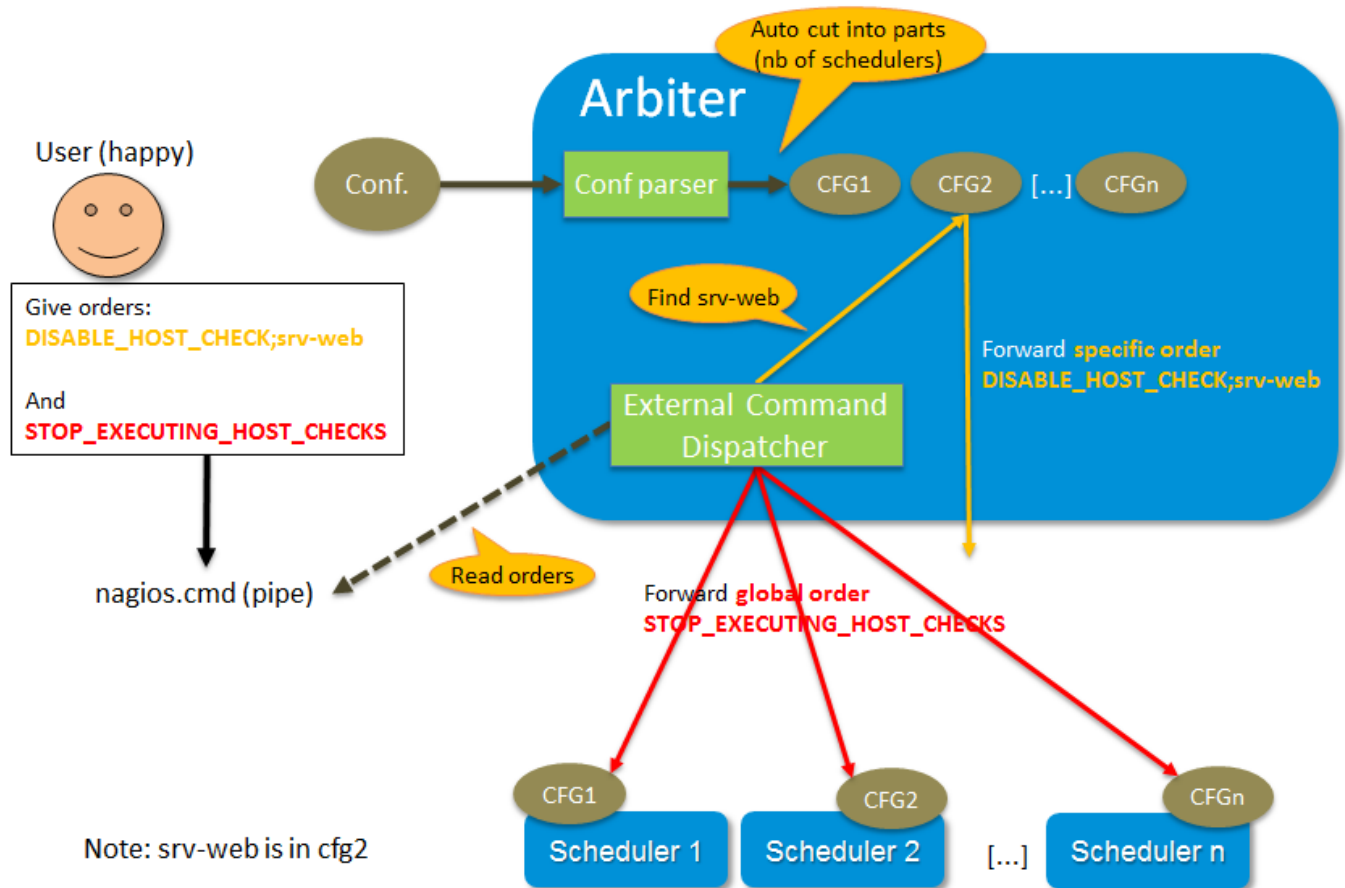 Auto cut into parts
(nb of schedulers)
Arbiter
User (happy)
Conf.
Conf parser
CFG1
CFG2
[...]
CFGn
Find srv-web
Give orders:
DISABLE_HOST_CHECK;srv-web
And
STOP_EXECUTING_HOST_CHECKS
Forward specific order
DISABLE_HOST_CHECK;srv-web
External Command
Dispatcher
Read orders
nagios.cmd (pipe)
Forward global order
STOP_EXECUTING_HOST_CHECKS
CFG1
CFG2
CFGn
Note: srv-web is in cfg2
Scheduler 1
Scheduler 2
[...]
Scheduler n